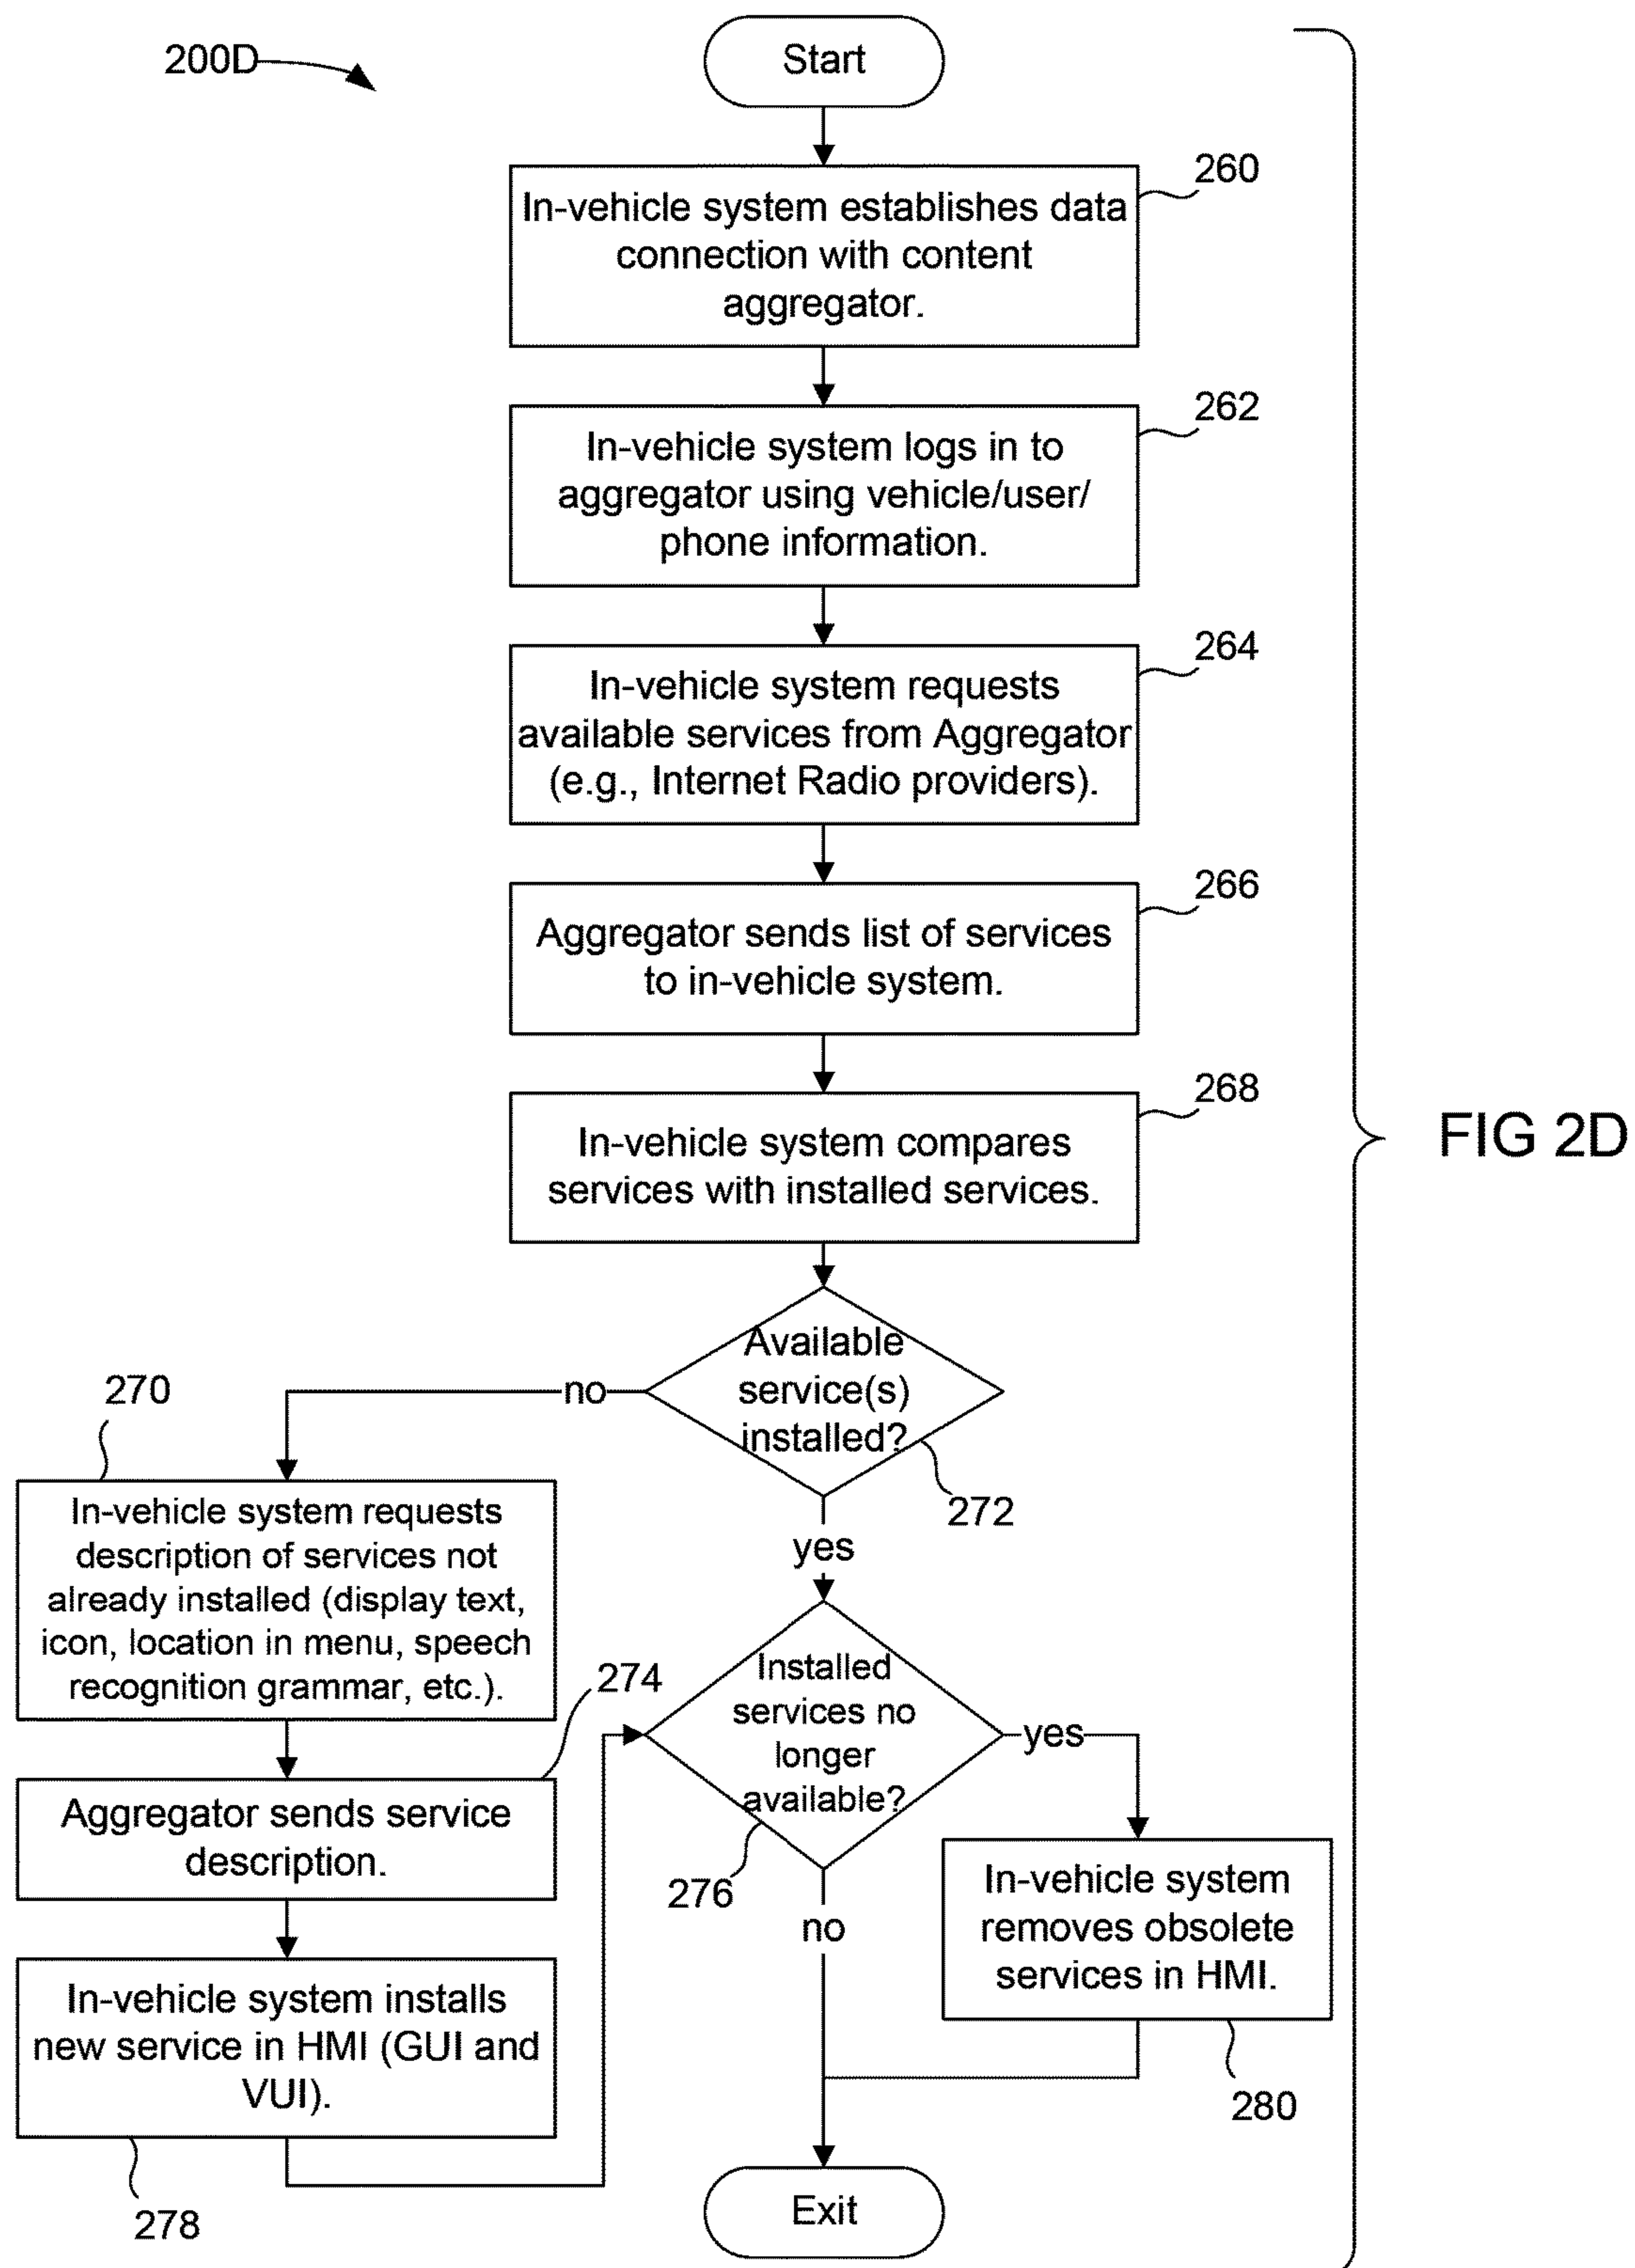 200D
Start
260
In-vehicle system establishes data
connection with content
aggregator.
262
In-vehicle system logs in to
aggregator using vehicle/user/
phone information.
264
In-vehicle system requests
available services from Aggregator
(e.g., Internet Radio providers).
266
Aggregator sends list of services
to in-vehicle system.
268
In-vehicle system compares
services with installed services.
FIG 2D
Available
service(s)
installed?
272
no
yes
270
In-vehicle system requests
description of services not
already installed (display text,
icon, location in menu, speech
recognition grammar, etc.).
274
Aggregator sends service
description.
In-vehicle system installs
new service in HMI (GUI and
VUI).
278
Installed
services no
longer
available?
276
yes
no
In-vehicle system
removes obsolete
services in HMI.
280
Exit